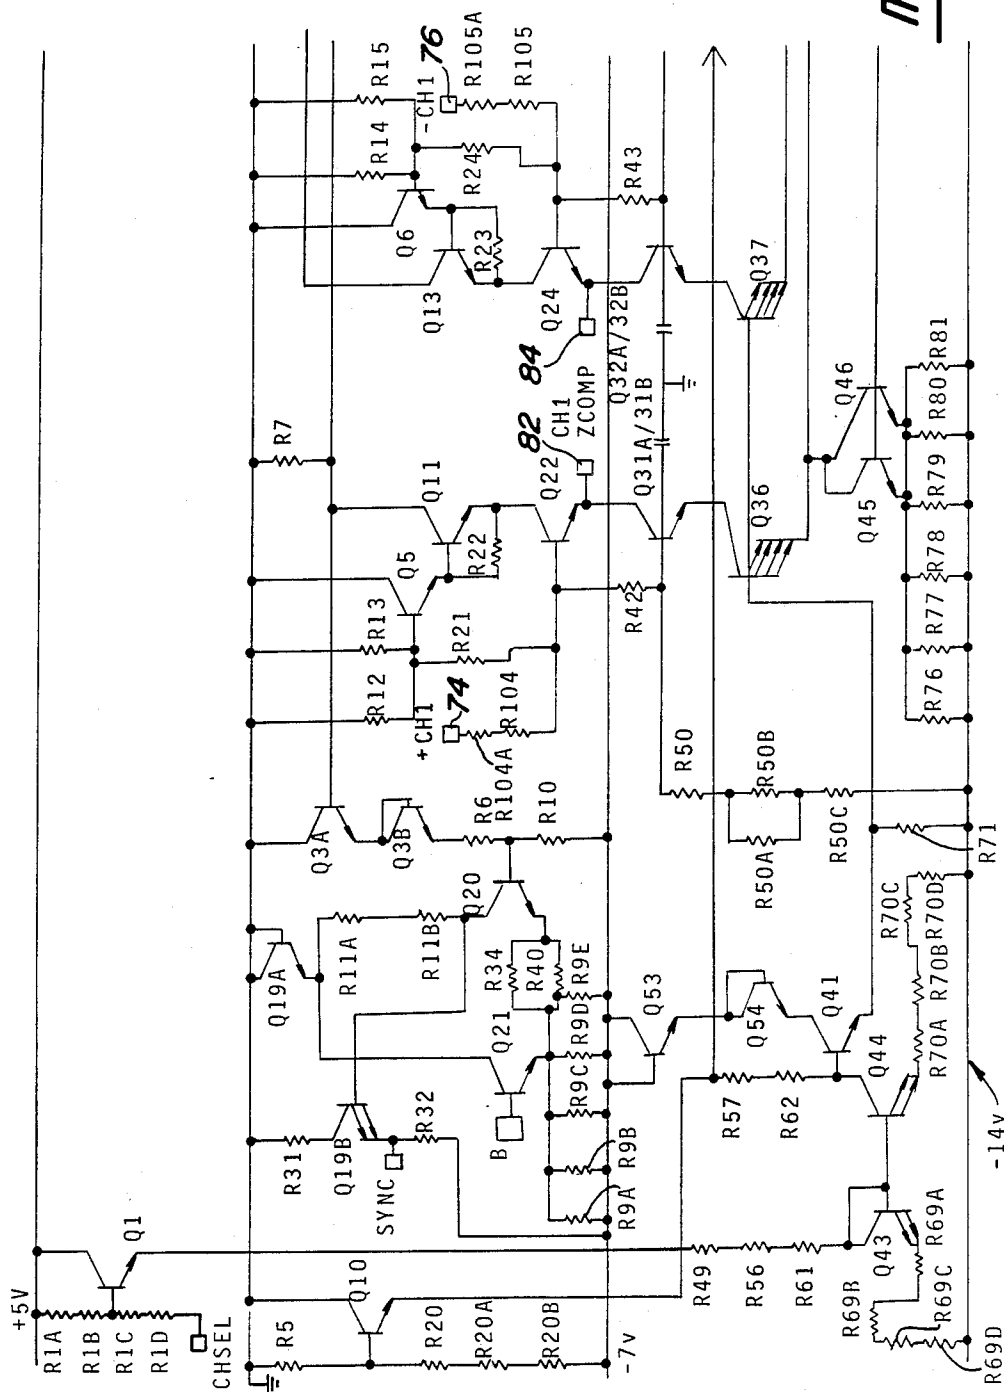 +5V
R1A
R1B
R1C
R1D
CHSEL
Q1
R5
Q10
R20
R20A
R20B
-7v
R31
Q19B
SYNC
R32
Q19A
R11A
R11B
Q21
B
R34
R40
Q20
R9A
R9B
R9C
R9D
R9E
Q3A
Q3B
R6
R10
R12
R13
+CH1
74
R104A
R104
R21
Q5
R22
Q11
R7
Q22
82
CH1
ZCOMP
84
R42
Q31A/31B
Q32A/32B
Q13
Q6
R23
Q24
R14
R15
R24
-CH1
76
R105A
R105
R43
Q37
Q36
R49
R56
R61
Q43
R69A
R69B
R69C
R69D
R57
R62
Q53
Q54
Q41
Q44
R70A
R70B
R70C
R70D
-14v
R71
R50
R50A
R50B
R50C
Q45
Q46
R76
R77
R78
R79
R80
R81